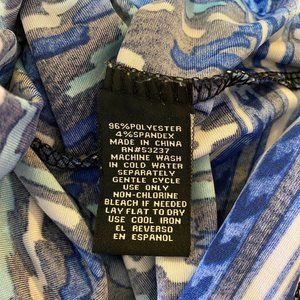 96%POLYESTER
4%SPANDEX
MADE IN CHINA
RN#53237
MACHINE WASH
IN COLD WATER
SEPARATELY
GENTLE CYCLE
USE ONLY
NON-CHLORINE
BLEACH IF NEEDED
LAY FLAT TO DRY
USE COOL IRON
EL REVERSO
EN ESPANOL